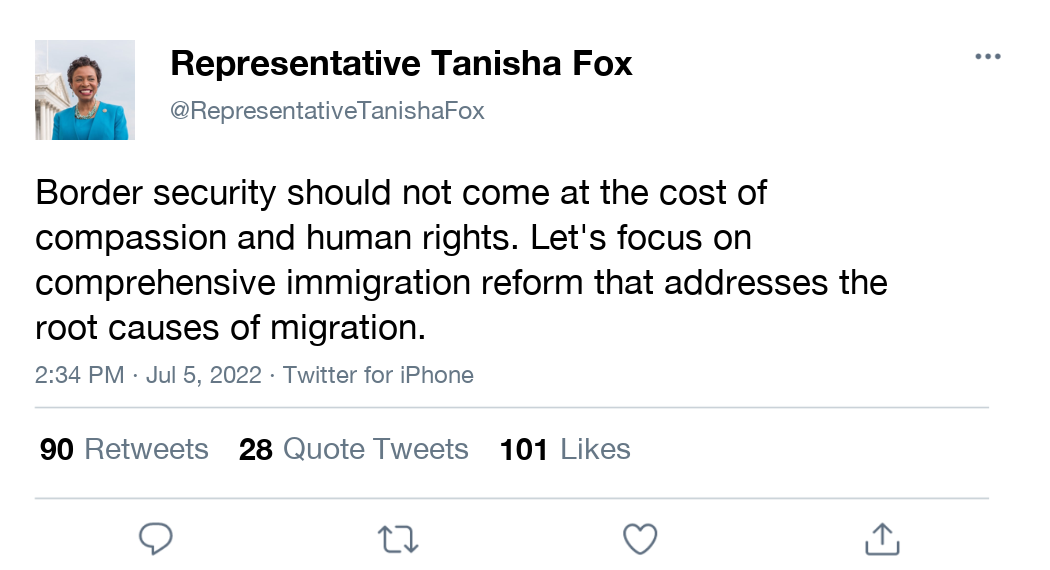 Representative Tanisha Fox
@RepresentativeTanishaFox
Border security should not come at the cost of
compassion and human rights. Let's focus on
comprehensive immigration reform that addresses the
root causes of migration.
2:34 PM · Jul 5, 2022 · Twitter for iPhone
90 Retweets 28 Quote Tweets 101 Likes